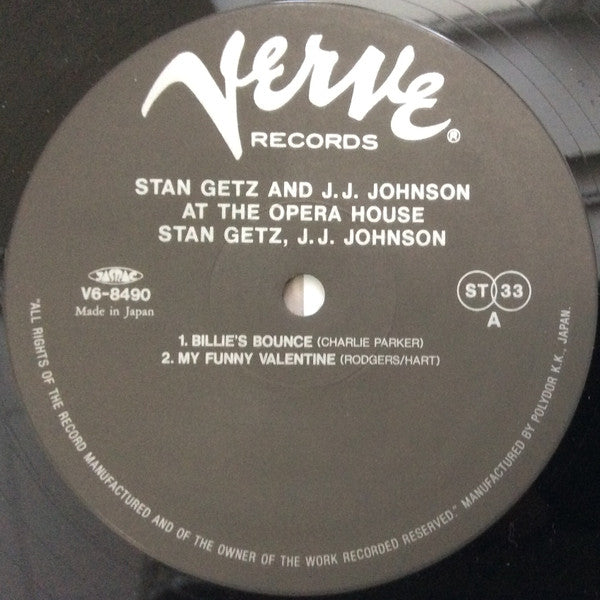 Verve
RECORDS ®
STAN GETZ AND J.J. JOHNSON
AT THE OPERA HOUSE
STAN GETZ, J.J. JOHNSON
JASRAC
V6-8490
Made in Japan
ST 33
A
1. BILLIE'S BOUNCE (CHARLIE PARKER)
2. MY FUNNY VALENTINE (RODGERS/HART)
"ALL RIGHTS OF THE RECORD MANUFACTURED AND OF THE OWNER OF THE WORK RECORDED RESERVED." MANUFACTURED BY POLYDOR K.K., JAPAN.